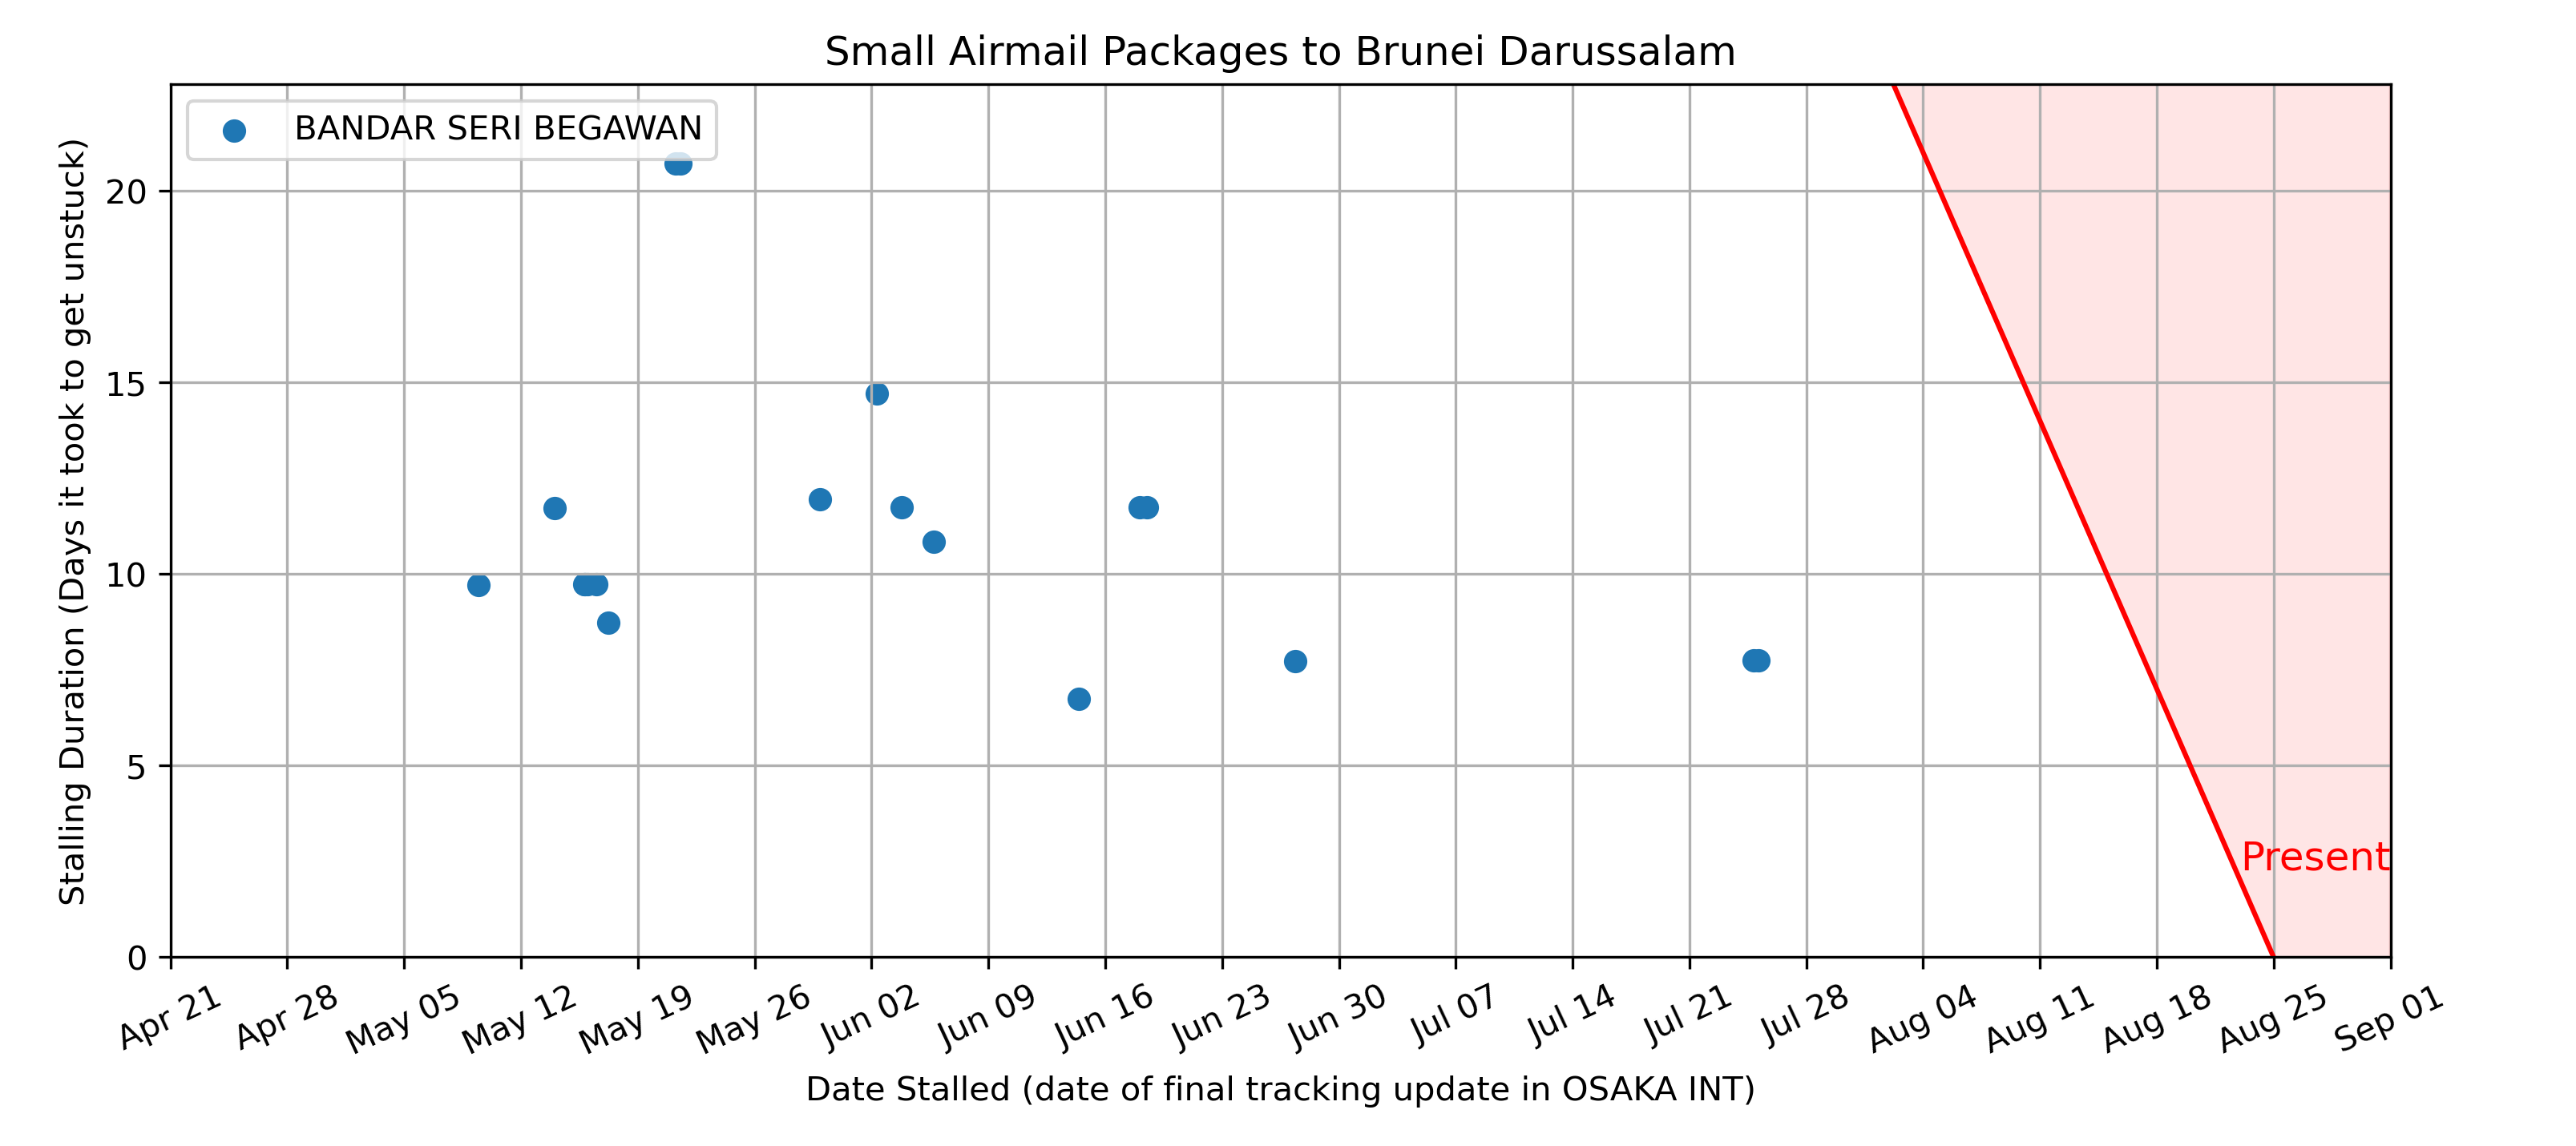 Small Airmail Packages to Brunei Darussalam
BANDAR SERI BEGAWAN
Stalling Duration (Days it took to get unstuck)
20
15
10
5
0
Present
Apr 21
Apr 28
May 05
May 12
May 19
May 26
Jun 02
Jun 09
Jun 16
Jun 23
Jun 30
Jul 07
Jul 14
Jul 21
Jul 28
Aug 04
Aug 11
Aug 18
Aug 25
Sep 01
Date Stalled (date of final tracking update in OSAKA INT)